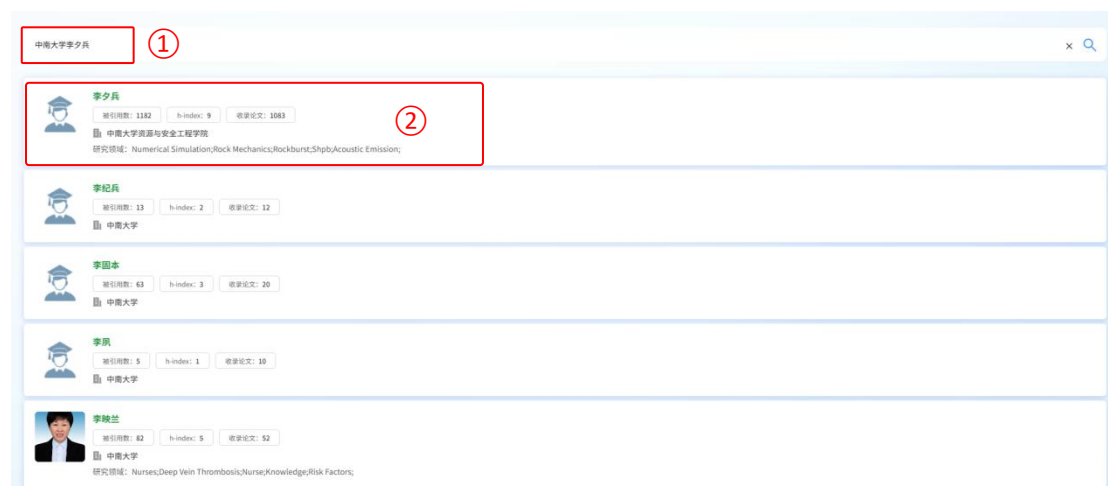 中南大学李夕兵
①
×
李夕兵
被引用数：1182 h-index：9 收录论文：1083
②
中南大学资源与安全工程学院
研究领域：Numerical Simulation;Rock Mechanics;Rockburst;Shpb;Acoustic Emission;
李纪兵
被引用数：13 h-index：2 收录论文：12
中南大学
李固本
被引用数：63 h-index：3 收录论文：20
中南大学
李夙
被引用数：5 h-index：1 收录论文：10
中南大学
李映兰
被引用数：82 h-index：5 收录论文：52
中南大学
研究领域：Nurses;Deep Vein Thrombosis;Nurse;Knowledge;Risk Factors;